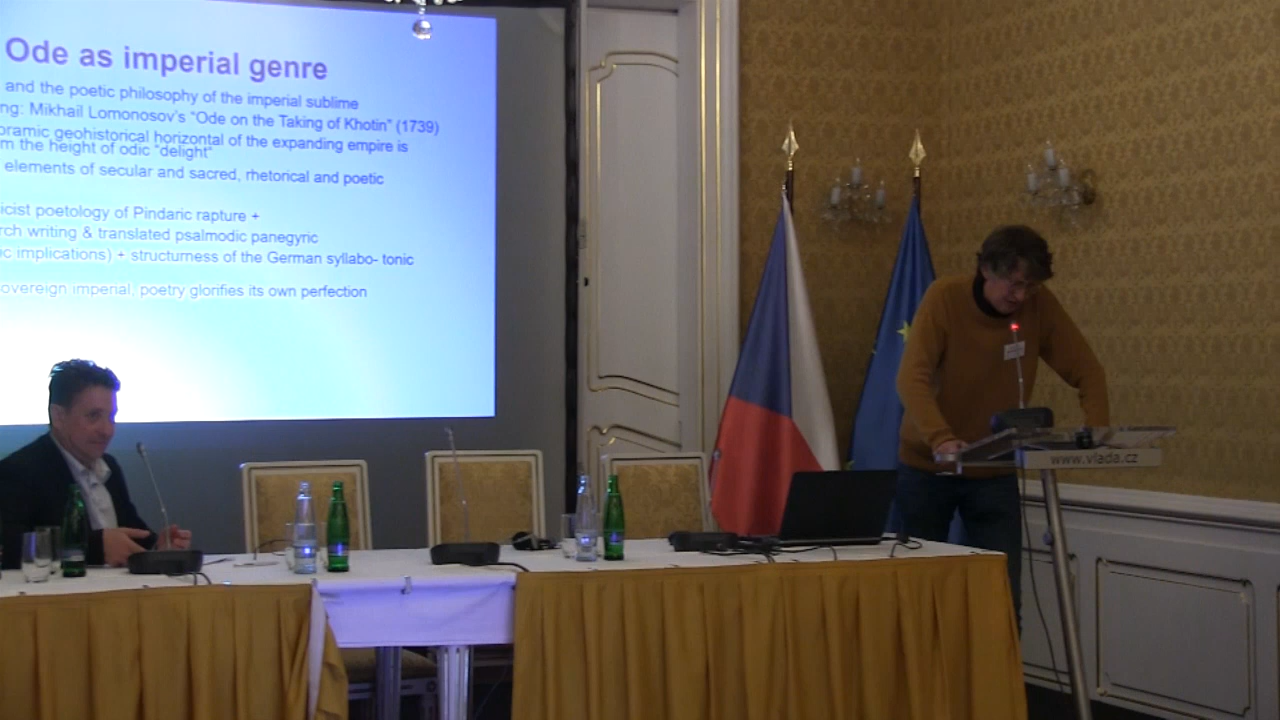 Ode as imperial genre
and the poetic philosophy of the imperial sublime
ng: Mikhail Lomonosov's "Ode on the Taking of Khotin" (1739)
oramic geohistorical horizontal of the expanding empire is
m the height of odic "delight"
elements of secular and sacred, rhetorical and poetic
icist poetology of Pindaric rapture +
rch writing & translated psalmodic panegyric
ic implications) + structurness of the German syllabo- tonic
overeign imperial, poetry glorifies its own perfection
www.vlada.cz